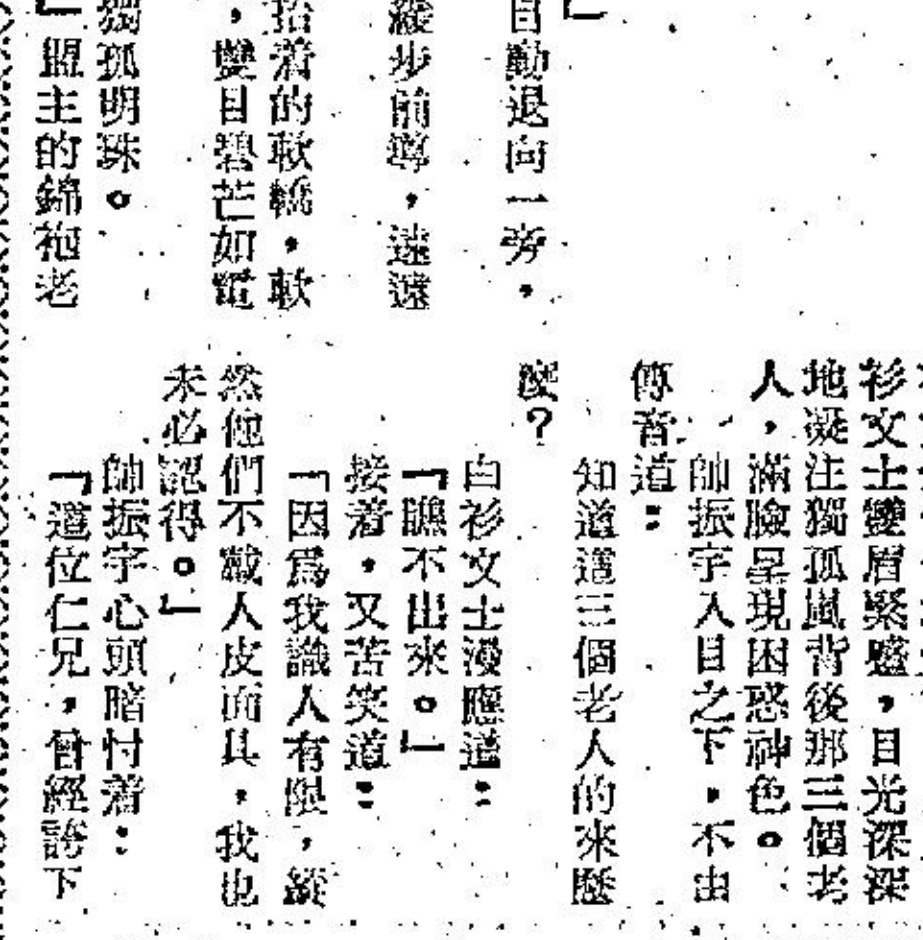 自動退向一旁，
」
緩步前導，遠遠
抬着的軟轎，軟
，雙目碧芒如電
獨孤明珠。
」盟主的錦袍老
衫文士雙眉緊蹙，目光深深
地凝注獨孤嵐背後那三個老
人，滿臉呈現困惑神色。
帥振宇入目之下，不由
傳音道：
知道這三個老人的來歷
麼？
白衫文士漫應道：
「瞧不出來。」
接着，又苦笑道：
「因爲我識人有限，縱
然他們不戴人皮面具，我也
未必認得。」
帥振宇心頭暗忖着：
「這位仁兄，曾經誇下